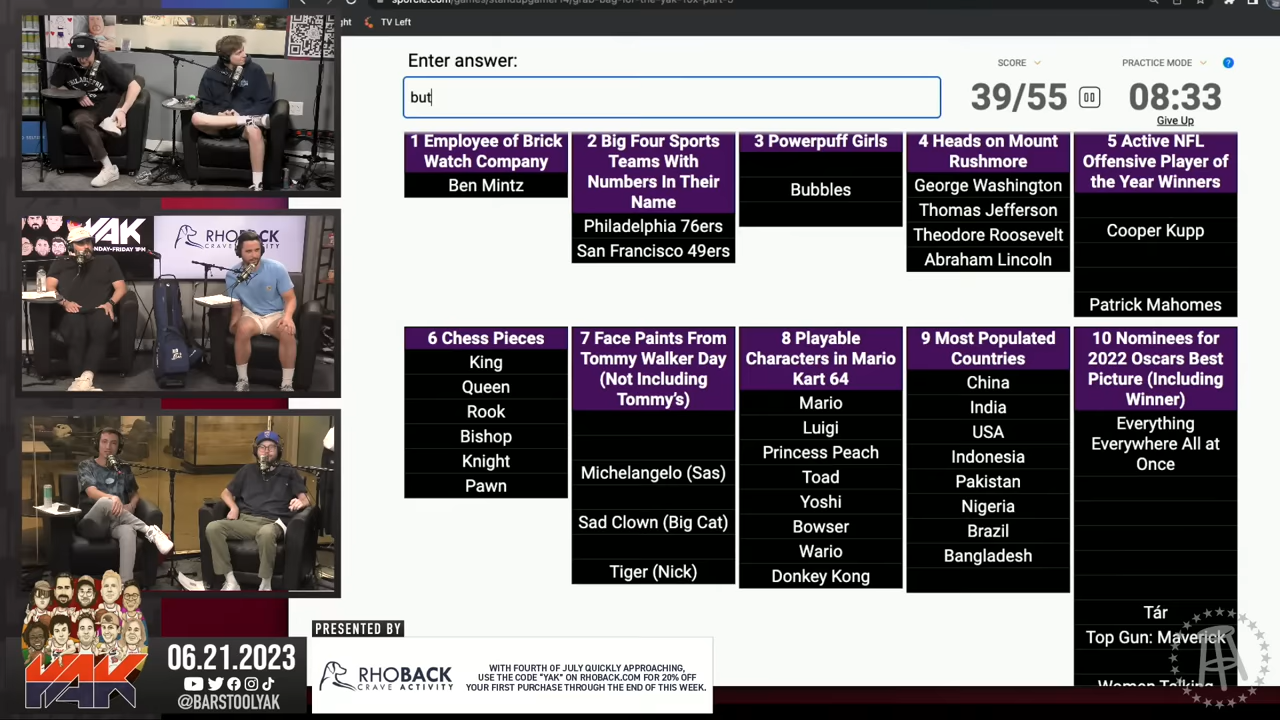 TV Left
Enter answer:
but
SCORE
39/55
PRACTICE MODE
?
08:33
Give Up
1 Employee of Brick
Watch Company
Ben Mintz
2 Big Four Sports
Teams With
Numbers In Their
Name
Philadelphia 76ers
San Francisco 49ers
3 Powerpuff Girls
Bubbles
4 Heads on Mount
Rushmore
George Washington
Thomas Jefferson
Theodore Roosevelt
Abraham Lincoln
5 Active NFL
Offensive Player of
the Year Winners
Cooper Kupp
Patrick Mahomes
6 Chess Pieces
King
Queen
Rook
Bishop
Knight
Pawn
7 Face Paints From
Tommy Walker Day
(Not Including
Tommy's)
Michelangelo (Sas)
Sad Clown (Big Cat)
Tiger (Nick)
8 Playable
Characters in Mario
Kart 64
Mario
Luigi
Princess Peach
Toad
Yoshi
Bowser
Wario
Donkey Kong
9 Most Populated
Countries
China
India
USA
Indonesia
Pakistan
Nigeria
Brazil
Bangladesh
10 Nominees for
2022 Oscars Best
Picture (Including
Winner)
Everything
Everywhere All at
Once
Tár
Top Gun: Maverick
Women Talking
PHILADELPHIA
YAK
RHOBACK
CRAVE ACTIVITY
YAK
06.21.2023
@BARSTOOLYAK
PRESENTED BY
RHOBACK
CRAVE ACTIVITY
WITH FOURTH OF JULY QUICKLY APPROACHING,
USE THE CODE "YAK" ON RHOBACK.COM FOR 20% OFF
YOUR FIRST PURCHASE THROUGH THE END OF THIS WEEK.